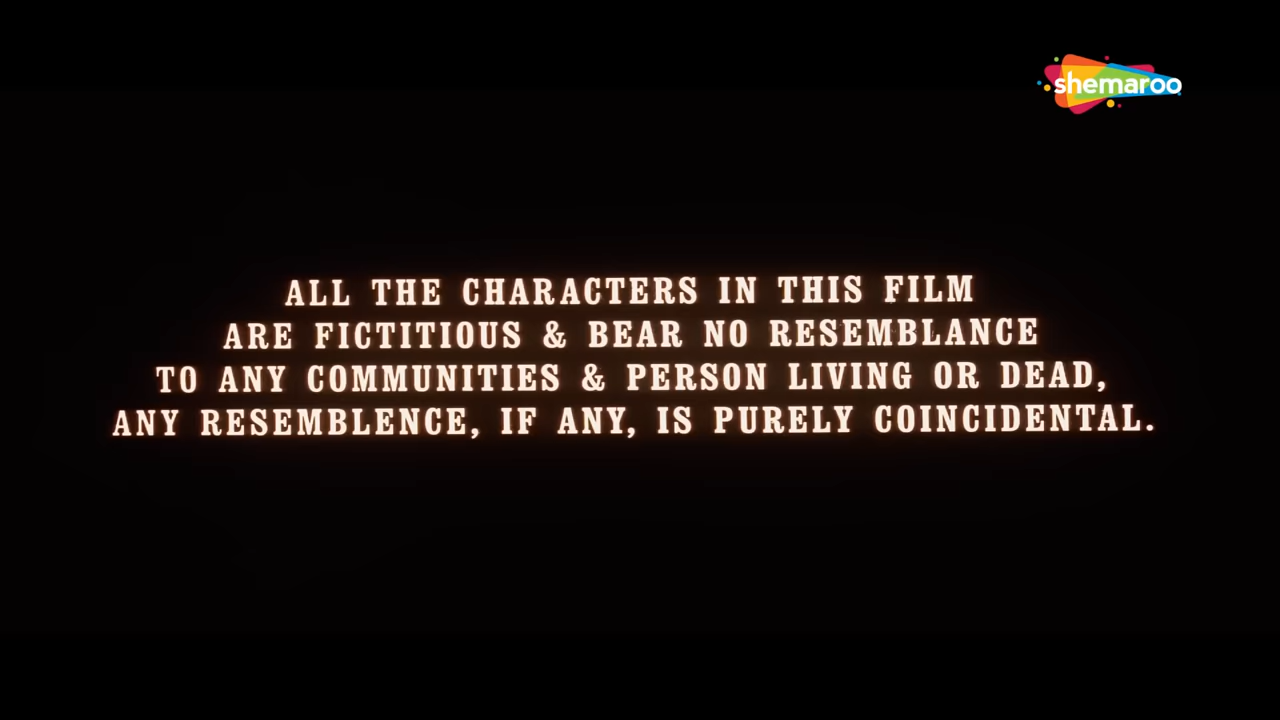 shemaroo
ALL THE CHARACTERS IN THIS FILM
ARE FICTITIOUS & BEAR NO RESEMBLANCE
TO ANY COMMUNITIES & PERSON LIVING OR DEAD,
ANY RESEMBLENCE, IF ANY, IS PURELY COINCIDENTAL.